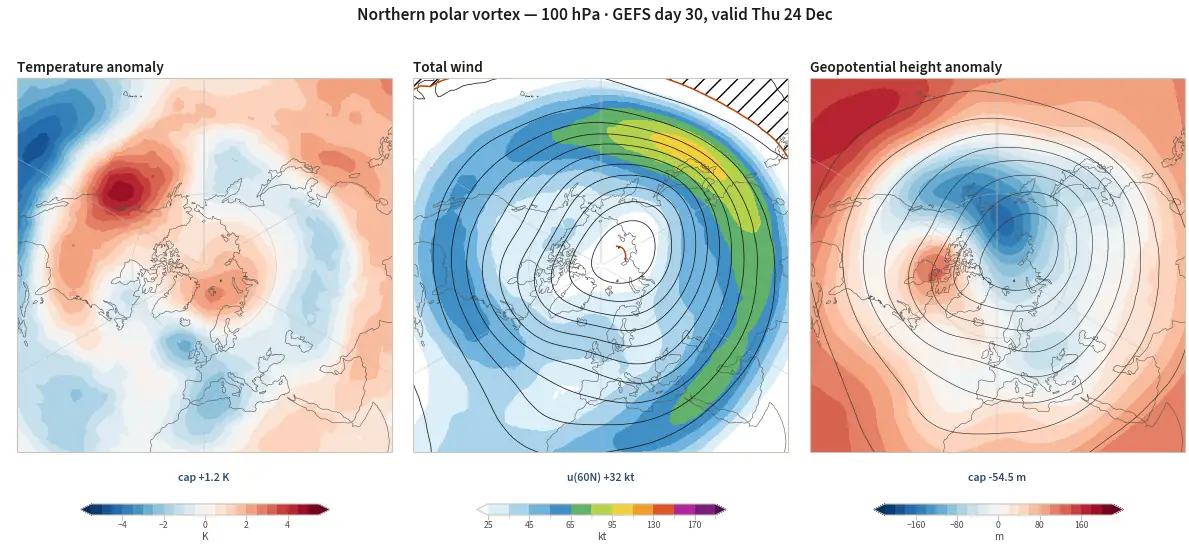 Northern polar vortex — 100 hPa · GEFS day 30, valid Thu 24 Dec
Temperature anomaly
Total wind
Geopotential height anomaly
cap +1.2 K
u(60N) +32 kt
cap -54.5 m
−4 −2 0 2 4
K
25 45 65 95 130 170
kt
−160 −80 0 80 160
m